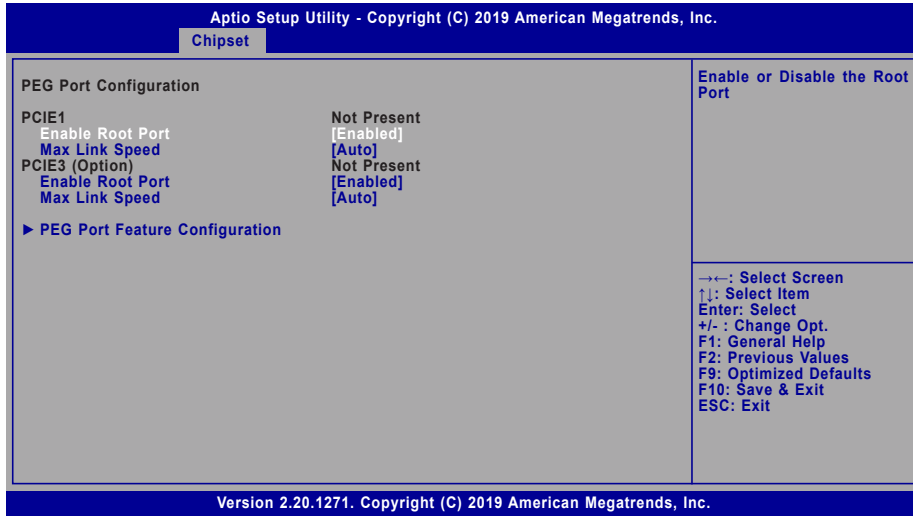 Aptio Setup Utility - Copyright (C) 2019 American Megatrends, Inc.
Chipset
PEG Port Configuration
PCIE1 Not Present
Enable Root Port [Enabled]
Max Link Speed [Auto]
PCIE3 (Option) Not Present
Enable Root Port [Enabled]
Max Link Speed [Auto]
► PEG Port Feature Configuration
Enable or Disable the Root
Port
→←: Select Screen
↑↓: Select Item
Enter: Select
+/- : Change Opt.
F1: General Help
F2: Previous Values
F9: Optimized Defaults
F10: Save & Exit
ESC: Exit
Version 2.20.1271. Copyright (C) 2019 American Megatrends, Inc.